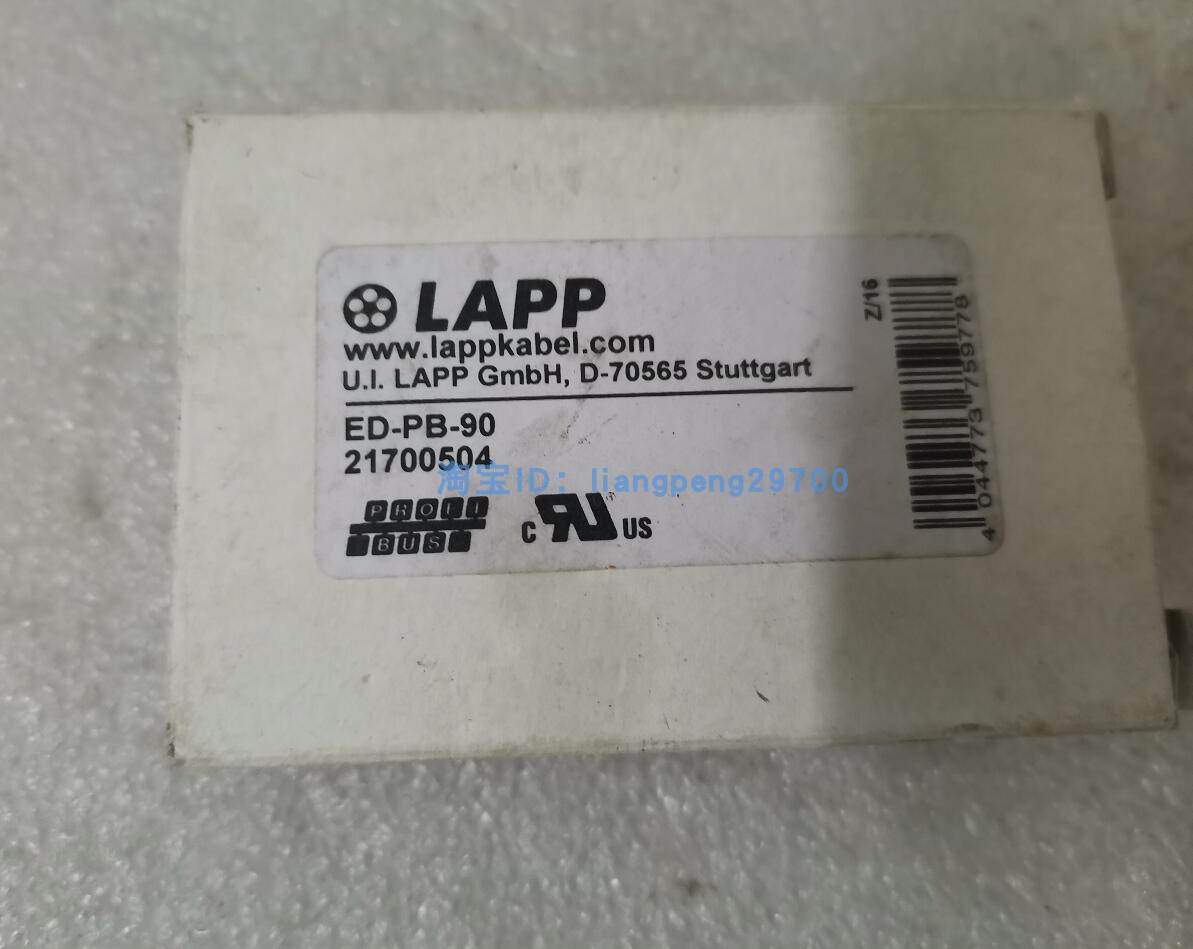 LAPP
www.lappkabel.com
U.I. LAPP GmbH, D-70565 Stuttgart
ED-PB-90
21700504
淘宝ID：liangpeng29700
PROFI
BUS
c RU US
Z/16
4 044773 759778